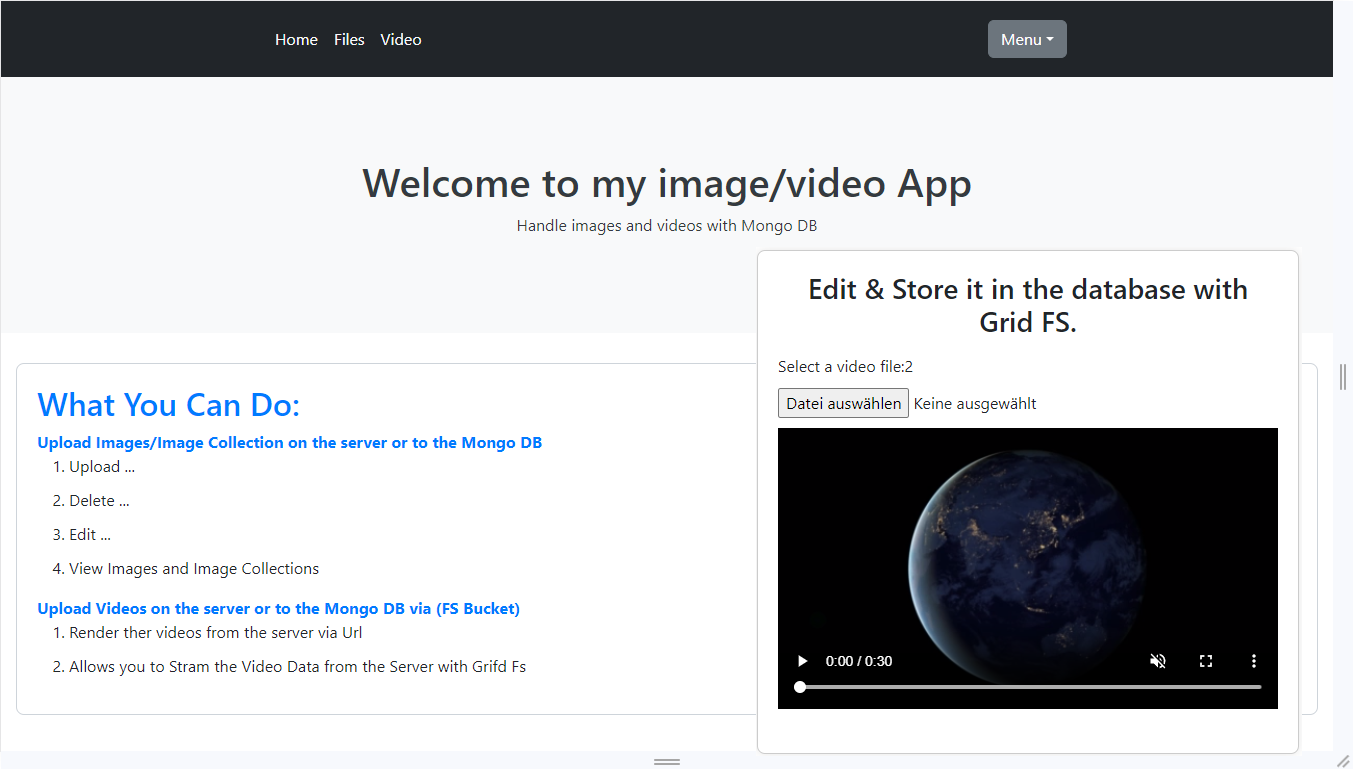 Home Files Video Menu
Welcome to my image/video App
Handle images and videos with Mongo DB
What You Can Do:
Upload Images/Image Collection on the server or to the Mongo DB
1. Upload ...
2. Delete ...
3. Edit ...
4. View Images and Image Collections
Upload Videos on the server or to the Mongo DB via (FS Bucket)
1. Render ther videos from the server via Url
2. Allows you to Stram the Video Data from the Server with Grifd Fs
Edit & Store it in the database with
Grid FS.
Select a video file:2
Datei auswählen Keine ausgewählt
0:00 / 0:30